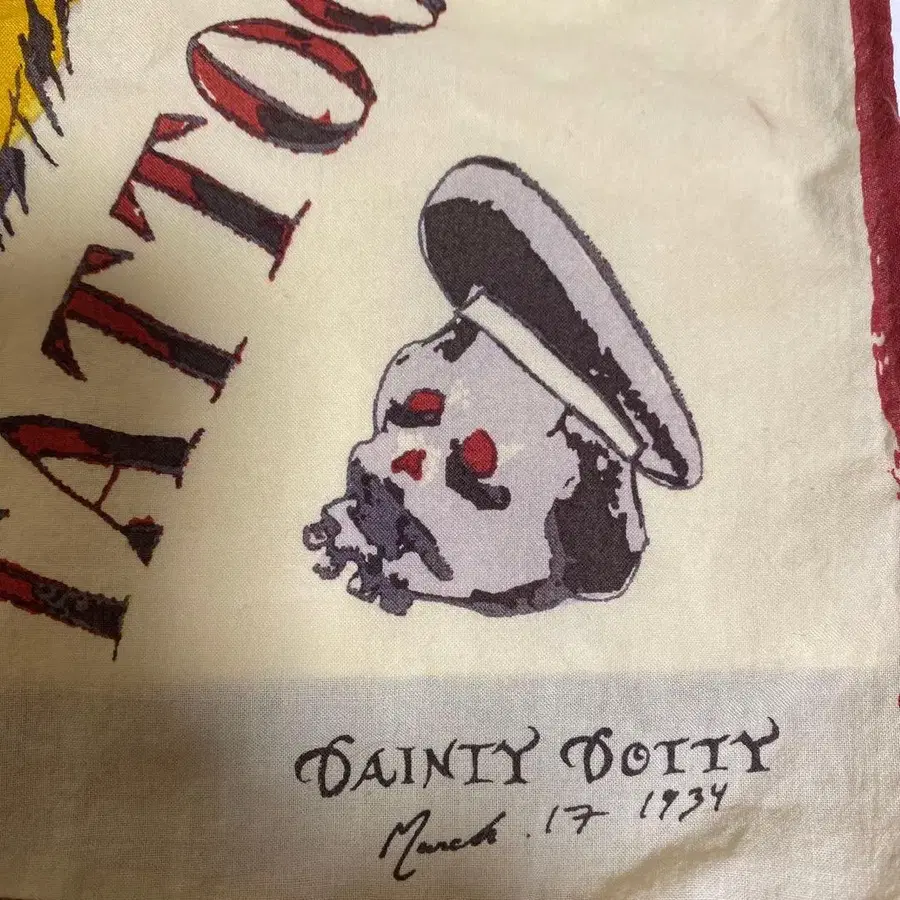 TATTOO
DAINTY DOTTY
March . 17 1934